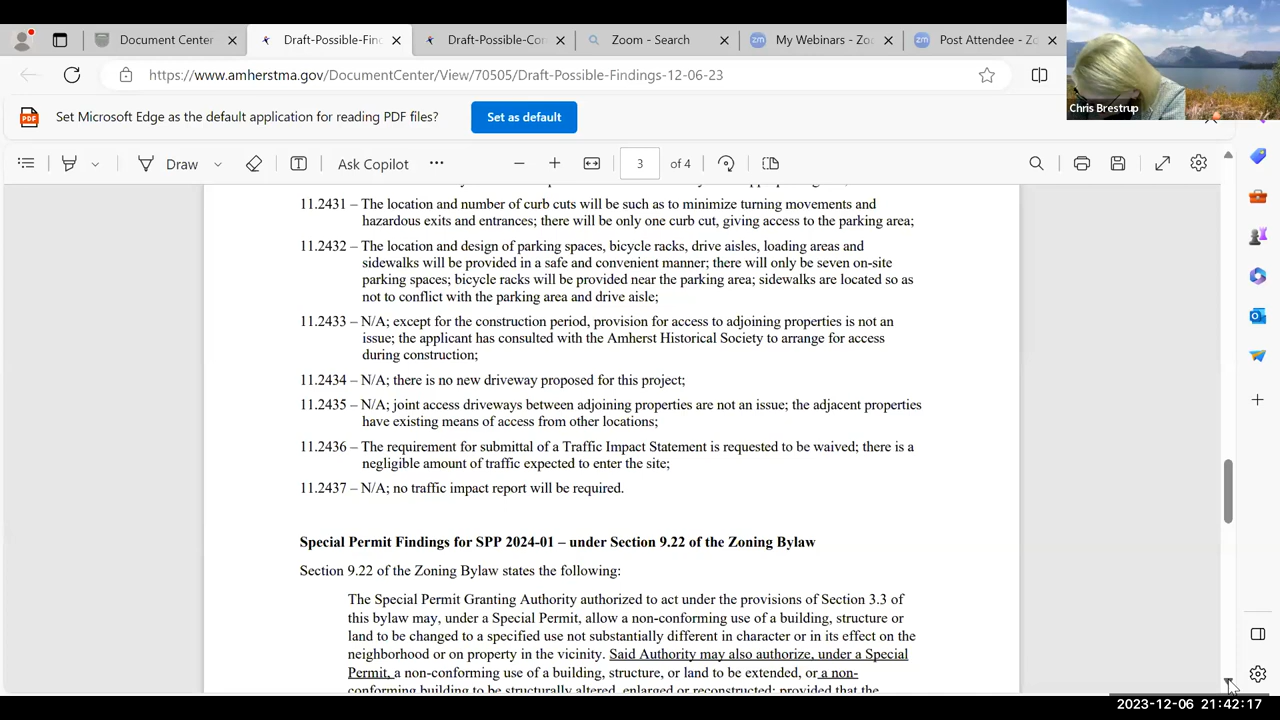 Document Center
Draft-Possible-Fin
Draft-Possible-Co
Zoom - Search
My Webinars - Zo
Post Attendee - Z
https://www.amherstma.gov/DocumentCenter/View/70505/Draft-Possible-Findings-12-06-23
Chris Brestrup
Set Microsoft Edge as the default application for reading PDF files?
Set as default
Draw
Ask Copilot
3
of 4
11.2431 – The location and number of curb cuts will be such as to minimize turning movements and
hazardous exits and entrances; there will be only one curb cut, giving access to the parking area;
11.2432 – The location and design of parking spaces, bicycle racks, drive aisles, loading areas and
sidewalks will be provided in a safe and convenient manner; there will only be seven on-site
parking spaces; bicycle racks will be provided near the parking area; sidewalks are located so as
not to conflict with the parking area and drive aisle;
11.2433 – N/A; except for the construction period, provision for access to adjoining properties is not an
issue; the applicant has consulted with the Amherst Historical Society to arrange for access
during construction;
11.2434 – N/A; there is no new driveway proposed for this project;
11.2435 – N/A; joint access driveways between adjoining properties are not an issue; the adjacent properties
have existing means of access from other locations;
11.2436 – The requirement for submittal of a Traffic Impact Statement is requested to be waived; there is a
negligible amount of traffic expected to enter the site;
11.2437 – N/A; no traffic impact report will be required.
Special Permit Findings for SPP 2024-01 – under Section 9.22 of the Zoning Bylaw
Section 9.22 of the Zoning Bylaw states the following:
The Special Permit Granting Authority authorized to act under the provisions of Section 3.3 of
this bylaw may, under a Special Permit, allow a non-conforming use of a building, structure or
land to be changed to a specified use not substantially different in character or in its effect on the
neighborhood or on property in the vicinity. Said Authority may also authorize, under a Special
Permit, a non-conforming use of a building, structure, or land to be extended, or a non-
conforming building to be structurally altered, enlarged or reconstructed; provided that the
2023-12-06 21:42:17